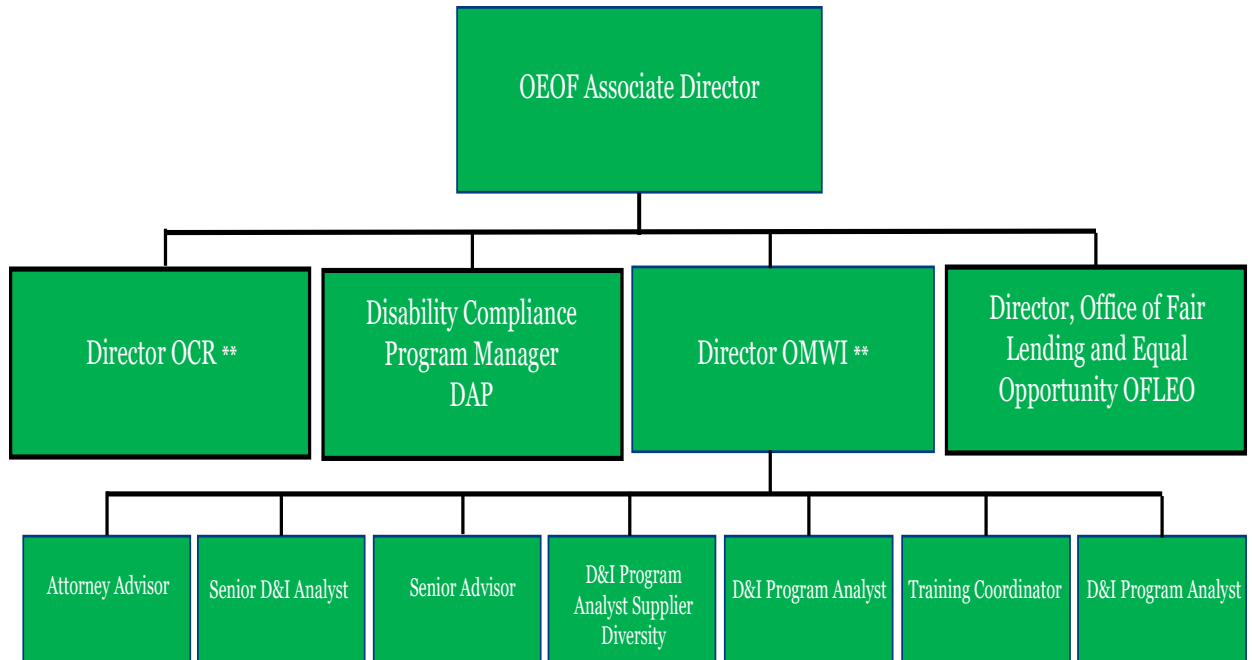 OEOF Associate Director
Director OCR **
Disability Compliance
Program Manager
DAP
Director OMWI **
Director, Office of Fair
Lending and Equal
Opportunity OFLEO
Attorney Advisor
Senior D&I Analyst
Senior Advisor
D&I Program
Analyst Supplier
Diversity
D&I Program Analyst
Training Coordinator
D&I Program Analyst